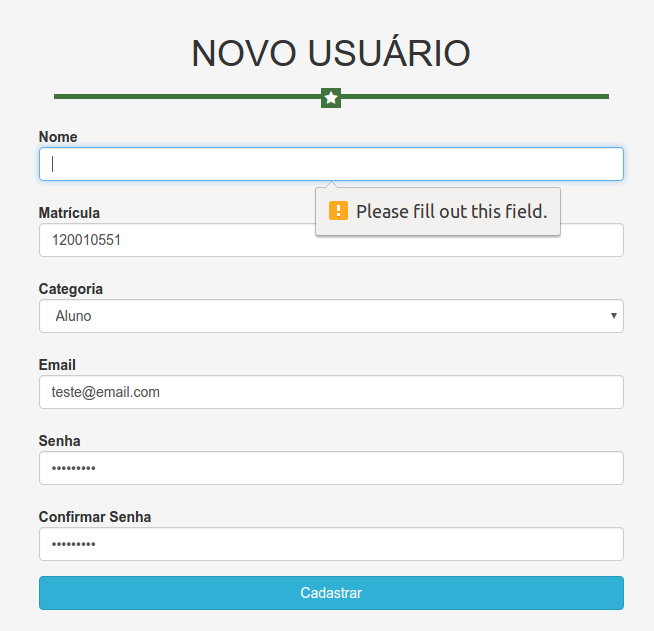 NOVO USUÁRIO
Nome
Please fill out this field.
Matrícula
120010551
Categoria
Aluno
Email
teste@email.com
Senha
•••••••••
Confirmar Senha
•••••••••
Cadastrar